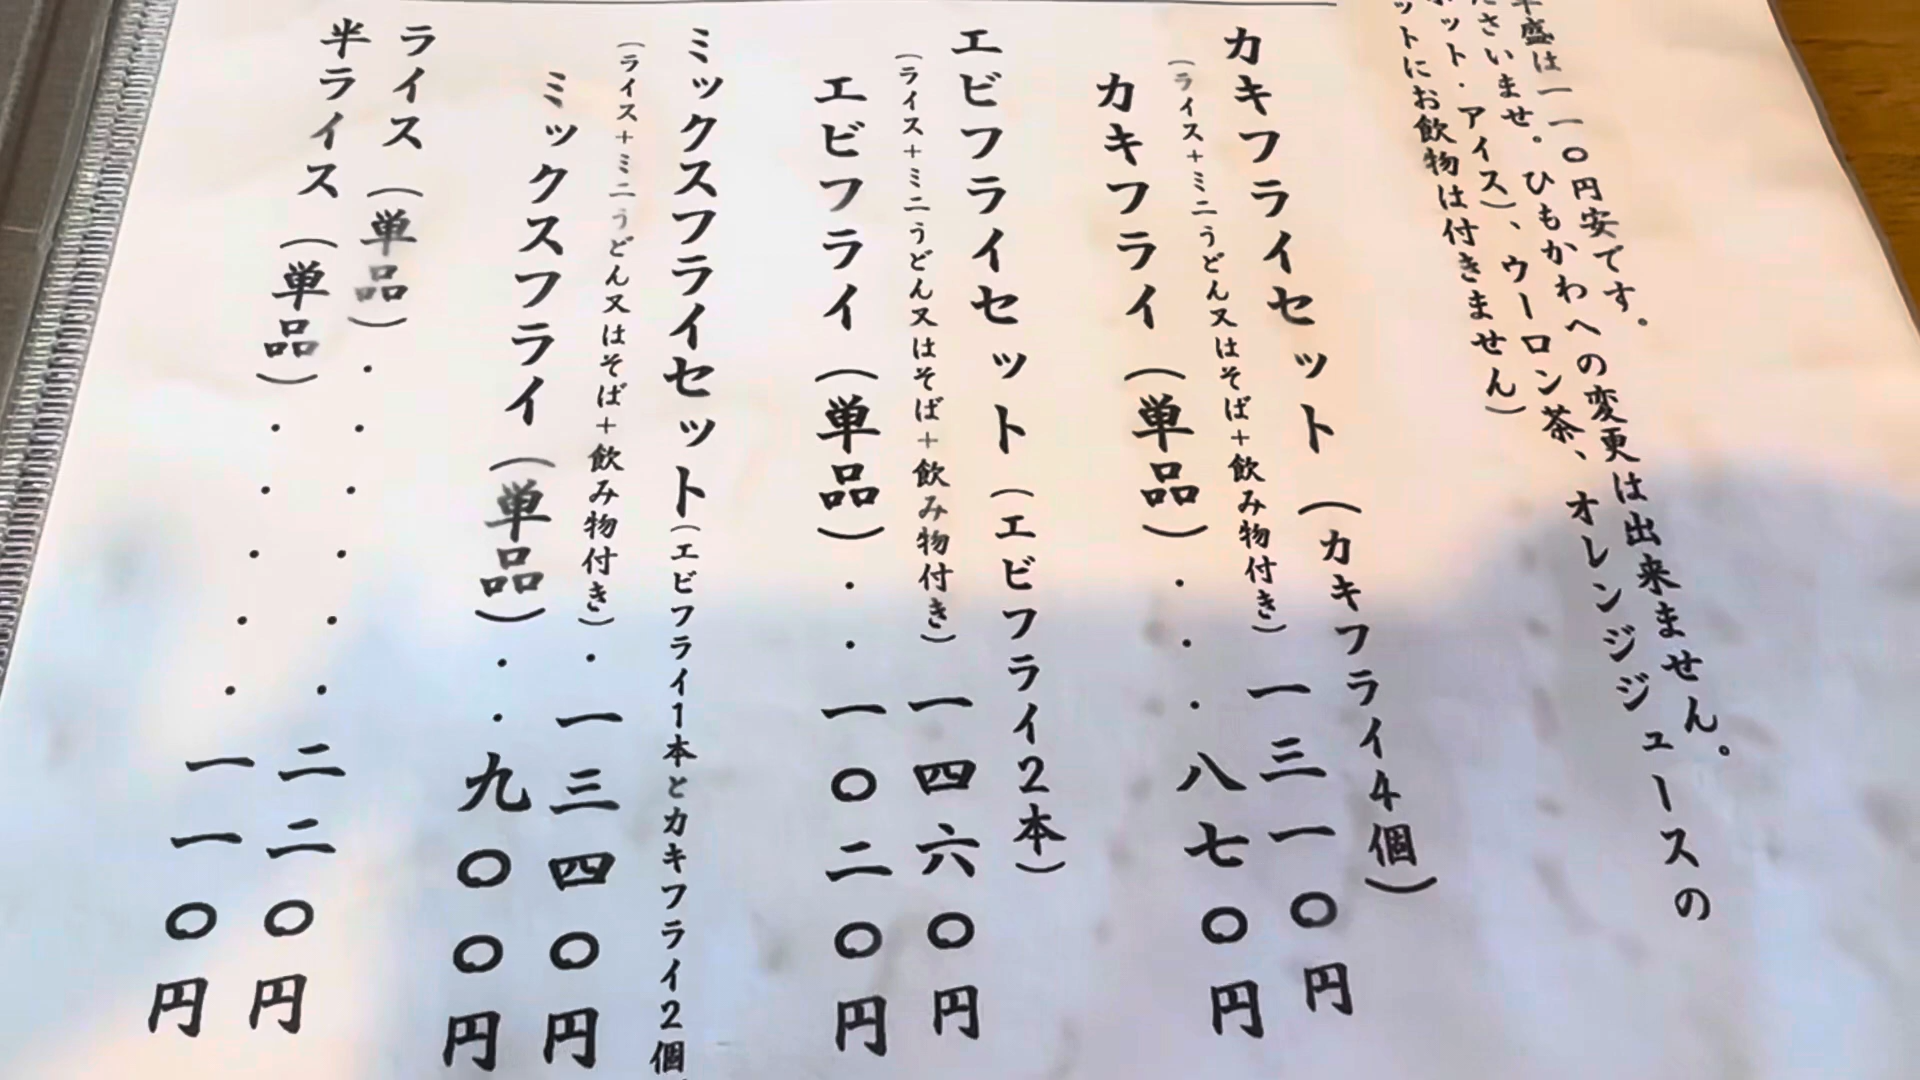 半盛は一一〇円安です。
ださいませ。ひもかわへの変更は出来ません。
ット・アイス)、ウーロン茶、オレンジジュースの
ットにお飲物は付きません)
カキフライセット(カキフライ4個)
(ライス+ミニうどん又はそば+飲み物付き)一三一〇円
カキフライ(単品)...八七〇円
エビフライセット(エビフライ2本)
(ライス+ミニうどん又はそば+飲み物付き)一四六〇円
エビフライ(単品)..一〇二〇円
ミックスフライセット(エビフライ1本とカキフライ2個
(ライス+ミニうどん又はそば+飲み物付き).一三四〇円
ミックスフライ(単品)..九〇〇円
ライス(単品)......二二〇円
半ライス(単品).....一一〇円